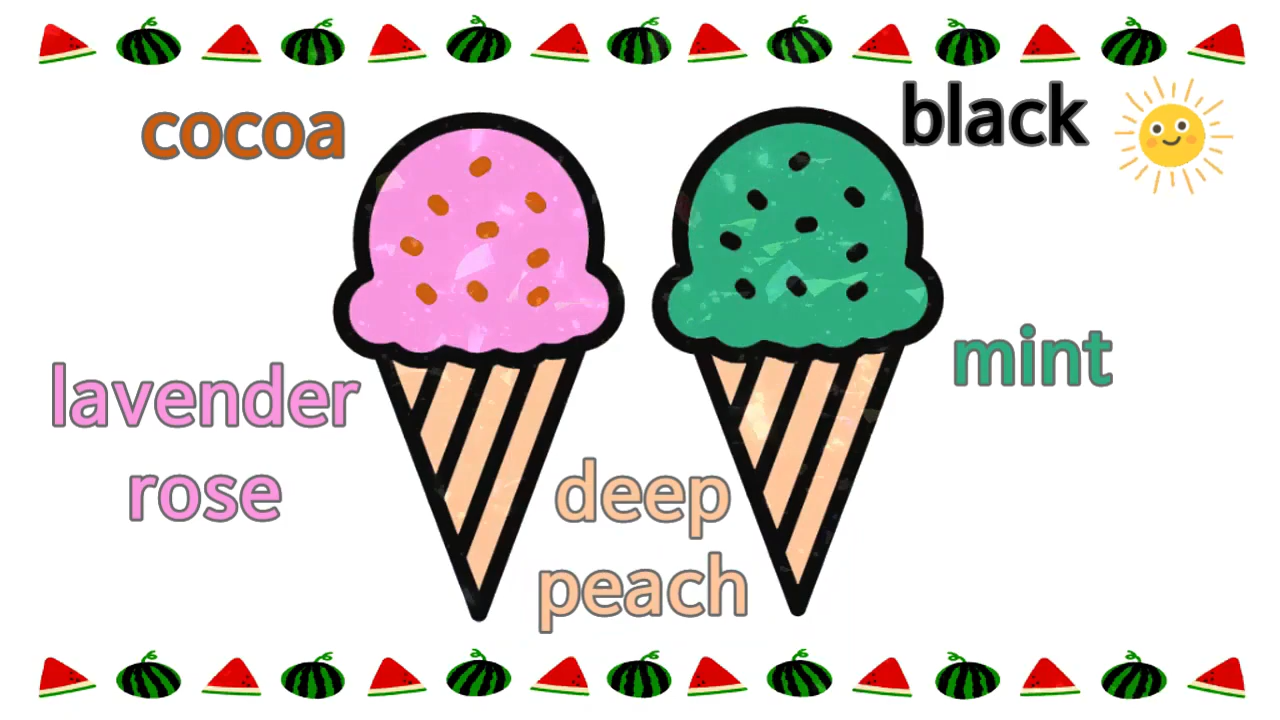 cocoa
black
lavender
rose
mint
deep
peach